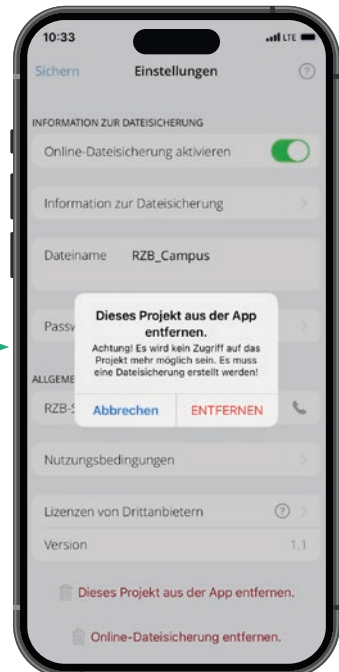 10:33
LTE
Sichern Einstellungen ?
INFORMATION ZUR DATEISICHERUNG
Online-Dateisicherung aktivieren
Information zur Dateisicherung
Dateiname RZB_Campus
Dieses Projekt aus der App
entfernen.
Achtung! Es wird kein Zugriff auf das
Projekt mehr möglich sein. Es muss
eine Dateisicherung erstellt werden!
Passw
ALLGEME
RZB-S
Abbrechen ENTFERNEN
Nutzungsbedingungen
Lizenzen von Drittanbietern ?
Version 1.1
Dieses Projekt aus der App entfernen.
Online-Dateisicherung entfernen.